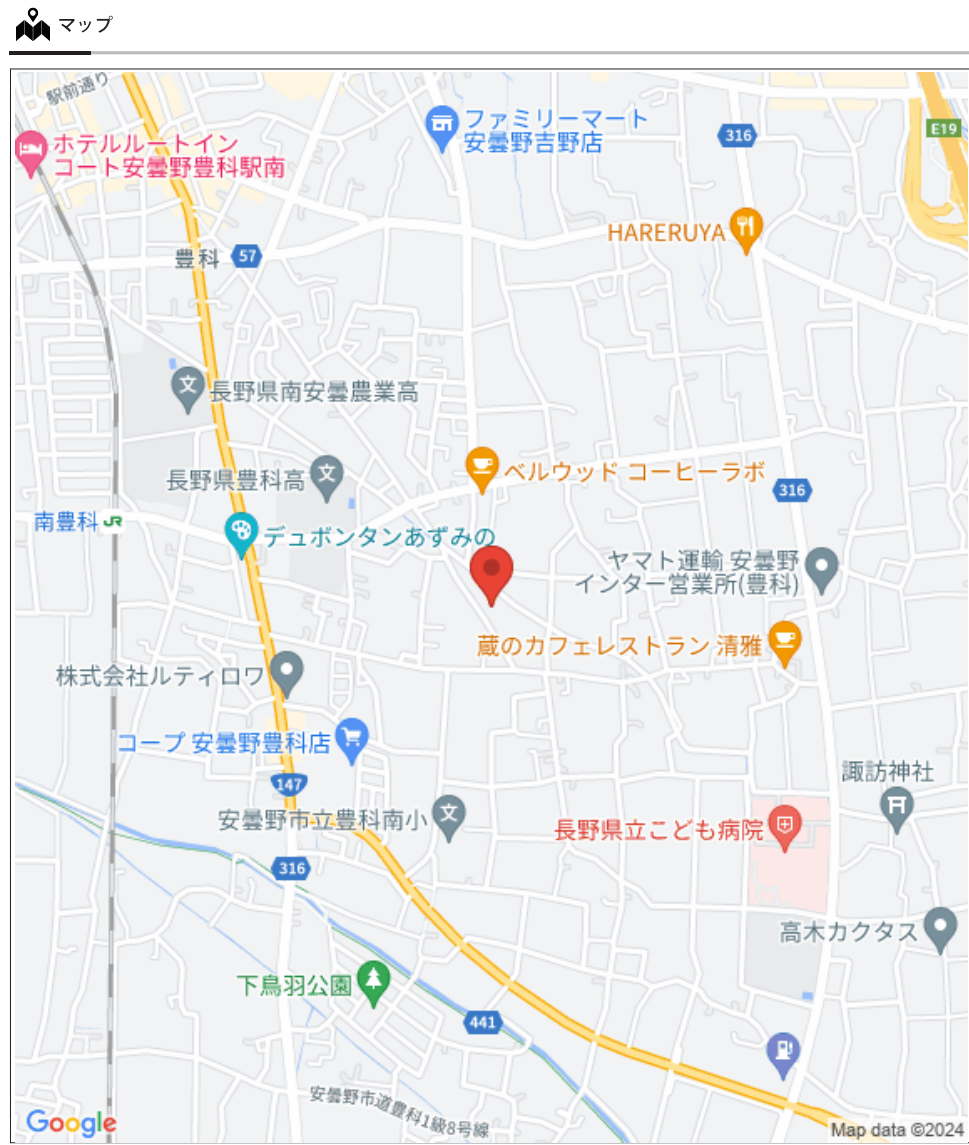 マップ
駅前通り
ファミリーマート
安曇野吉野店
316
E19
ホテルルートイン
コート安曇野豊科駅南
HARERUYA
豊科
57
文
長野県南安曇農業高
ベルウッド コーヒーラボ
長野県豊科高
文
316
南豊科
JR
デュボンタンあずみの
ヤマト運輸 安曇野
インター営業所(豊科)
蔵のカフェレストラン 清雅
株式会社ルティロワ
コープ 安曇野豊科店
諏訪神社
147
安曇野市立豊科南小
文
長野県立こども病院
316
高木カクタス
下鳥羽公園
441
安曇野市道豊科1級8号線
Google
Map data ©2024